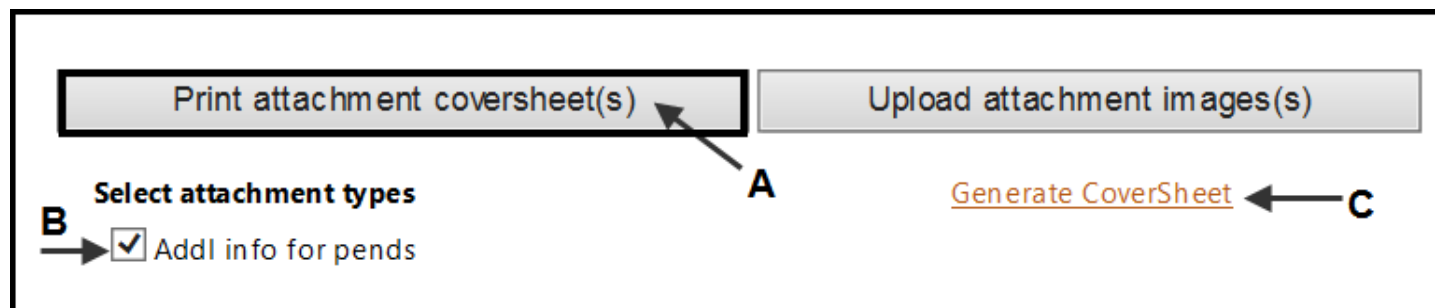 Print attachment coversheet(s) Upload attachment images(s)
A
Select attachment types Generate CoverSheet C
B
Addl info for pends